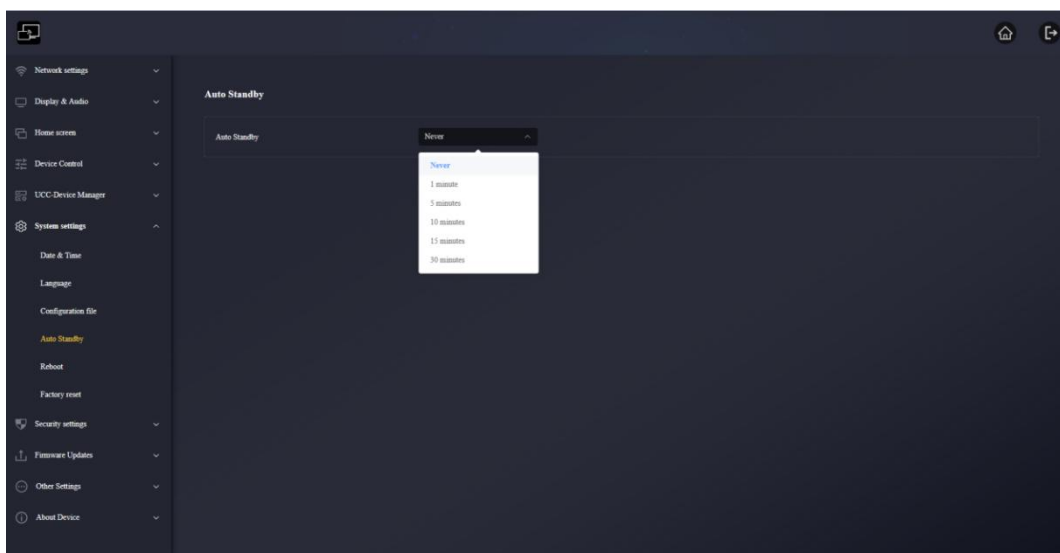 Network settings
Display & Audio
Home screen
Device Control
UCC-Device Manager
System settings
Date & Time
Language
Configuration file
Auto Standby
Reboot
Factory reset
Security settings
Firmware Updates
Other Settings
About Device
Auto Standby
Auto Standby
Never
Never
1 minute
5 minutes
10 minutes
15 minutes
30 minutes